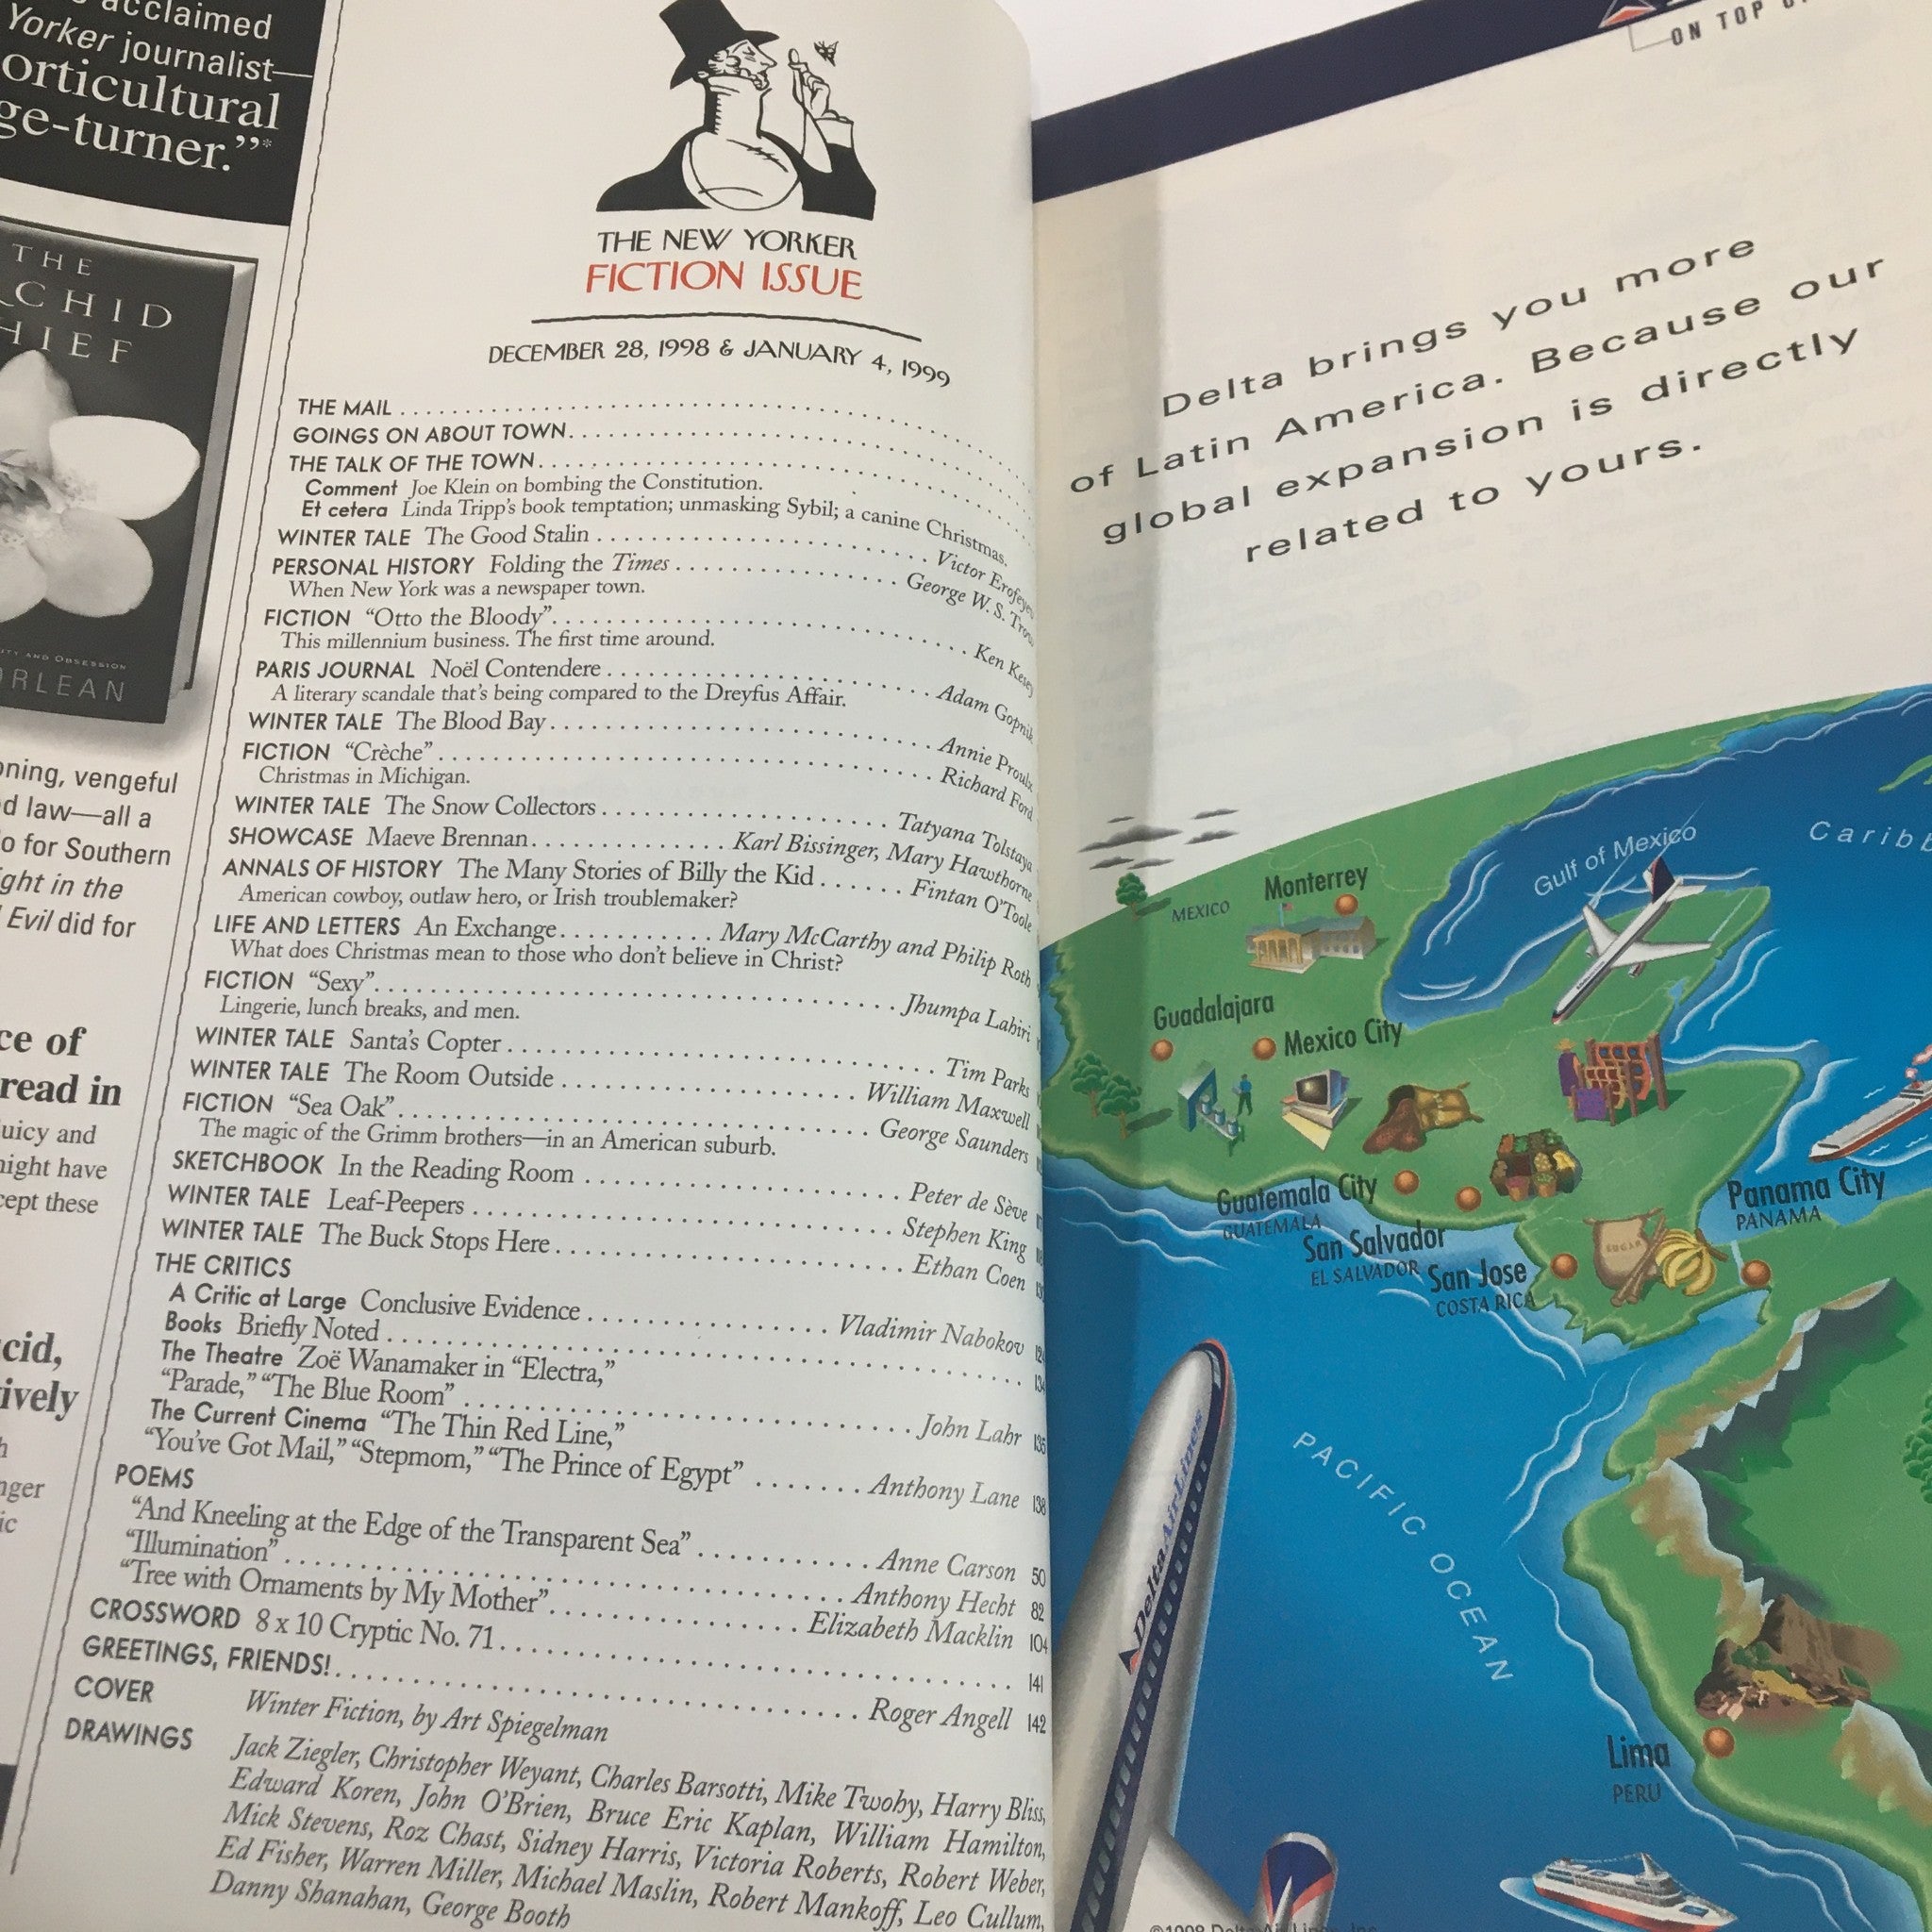 acclaimed
Yorker journalist—
orticultural
ge-turner.”*
THE
CHID
HIEF
AND OBSESSION
ORLEAN
oning, vengeful
d law—all a
o for Southern
ght in the
Evil did for
ce of
read in
uicy and
night have
cept these
cid,
ively
nger
ic
THE NEW YORKER
FICTION ISSUE
DECEMBER 28, 1998 & JANUARY 4, 1999
THE MAIL
GOINGS ON ABOUT TOWN
THE TALK OF THE TOWN
Comment Joe Klein on bombing the Constitution.
Et cetera Linda Tripp's book temptation; unmasking Sybil; a canine Christmas.
WINTER TALE The Good Stalin Victor Erofeyev
PERSONAL HISTORY Folding the Times George W. S. Trow
When New York was a newspaper town.
FICTION “Otto the Bloody” Ken Kesey
This millennium business. The first time around.
PARIS JOURNAL Noël Contendere Adam Gopnik
A literary scandale that's being compared to the Dreyfus Affair.
WINTER TALE The Blood Bay Annie Proulx
FICTION “Crèche” Richard Ford
Christmas in Michigan.
WINTER TALE The Snow Collectors Tatyana Tolstaya
SHOWCASE Maeve Brennan Karl Bissinger, Mary Hawthorne
ANNALS OF HISTORY The Many Stories of Billy the Kid Fintan O'Toole
American cowboy, outlaw hero, or Irish troublemaker?
LIFE AND LETTERS An Exchange Mary McCarthy and Philip Roth
What does Christmas mean to those who don't believe in Christ?
FICTION “Sexy” Jhumpa Lahiri
Lingerie, lunch breaks, and men.
WINTER TALE Santa's Copter Tim Parks
WINTER TALE The Room Outside William Maxwell
FICTION “Sea Oak” George Saunders
The magic of the Grimm brothers—in an American suburb.
SKETCHBOOK In the Reading Room Peter de Sève
WINTER TALE Leaf-Peepers Stephen King
WINTER TALE The Buck Stops Here Ethan Coen
THE CRITICS
A Critic at Large Conclusive Evidence Vladimir Nabokov
Books Briefly Noted
The Theatre Zoë Wanamaker in “Electra,”
“Parade,” “The Blue Room” John Lahr 135
The Current Cinema “The Thin Red Line,”
“You've Got Mail,” “Stepmom,” “The Prince of Egypt” Anthony Lane 138
POEMS
“And Kneeling at the Edge of the Transparent Sea” Anne Carson 50
“Illumination” Anthony Hecht 82
“Tree with Ornaments by My Mother” Elizabeth Macklin 104
CROSSWORD 8 x 10 Cryptic No. 71 141
GREETINGS, FRIENDS! Roger Angell 142
COVER Winter Fiction, by Art Spiegelman
DRAWINGS Jack Ziegler, Christopher Weyant, Charles Barsotti, Mike Twohy, Harry Bliss,
Edward Koren, John O'Brien, Bruce Eric Kaplan, William Hamilton,
Mick Stevens, Roz Chast, Sidney Harris, Victoria Roberts, Robert Weber,
Ed Fisher, Warren Miller, Michael Maslin, Robert Mankoff, Leo Cullum,
Danny Shanahan, George Booth
ON TOP
Delta brings you more
of Latin America. Because our
global expansion is directly
related to yours.
Gulf of Mexico
Caribb
Monterrey
MEXICO
Guadalajara
Mexico City
Guatemala City
GUATEMALA
San Salvador
EL SALVADOR
San Jose
COSTA RICA
SUGAR
Panama City
PANAMA
PACIFIC OCEAN
Delta Air Lines
Lima
PERU
©1998 Delta Air Lines, Inc.